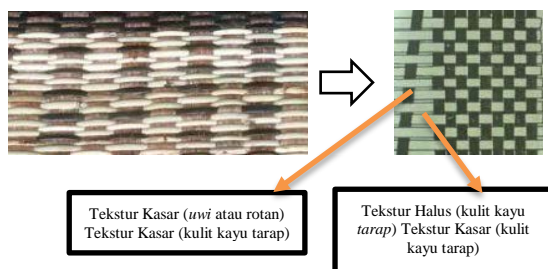 Tekstur Kasar (uwi atau rotan)
Tekstur Kasar (kulit kayu tarap)
Tekstur Halus (kulit kayu
tarap) Tekstur Kasar (kulit
kayu tarap)